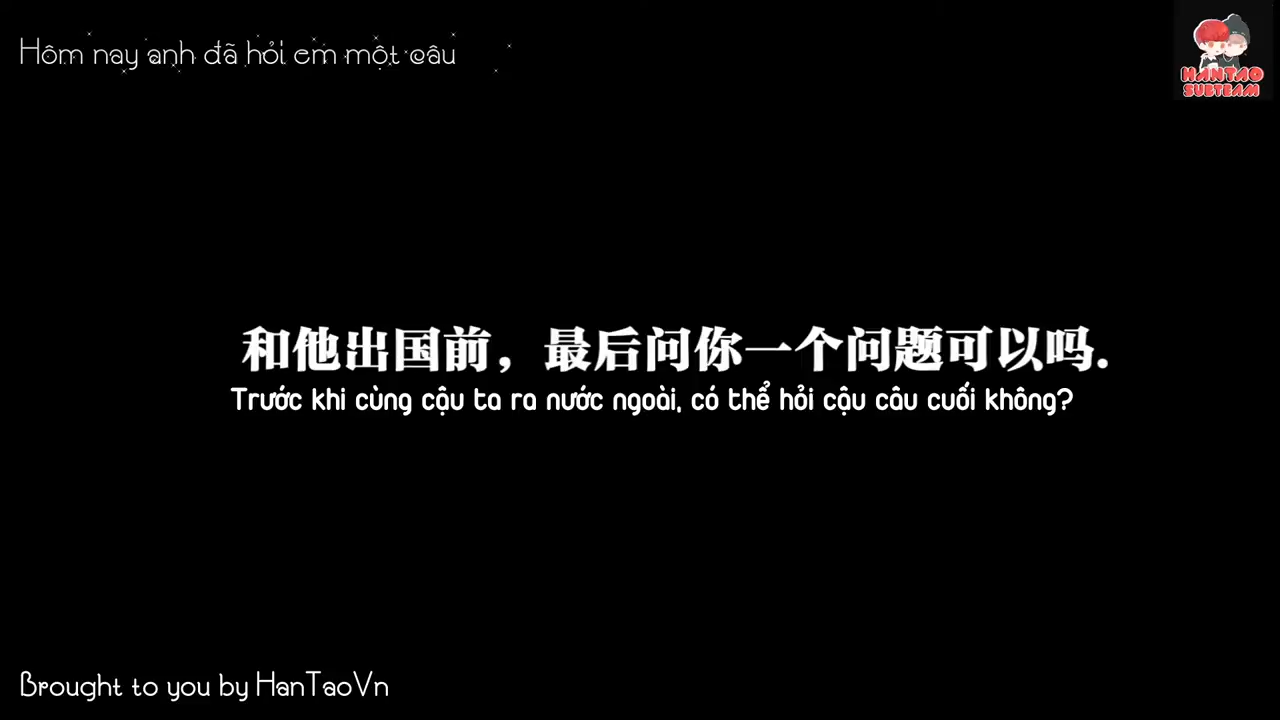 Hôm nay anh đã hỏi em một câu
HANTAO
SUBTEAM
和他出国前，最后问你一个问题可以吗.
Trước khi cùng cậu ta ra nước ngoài, có thể hỏi cậu câu cuối không?
Brought to you by HanTaoVn